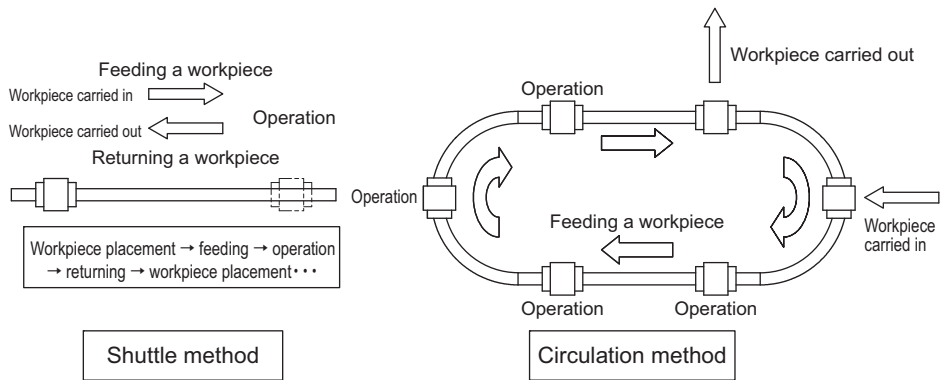 Feeding a workpiece
Workpiece carried in
Workpiece carried out
Operation
Returning a workpiece
Workpiece placement → feeding → operation
→ returning → workpiece placement・・・
Shuttle method
Workpiece carried out
Operation
Operation
Feeding a workpiece
Workpiece
carried in
Operation
Operation
Circulation method